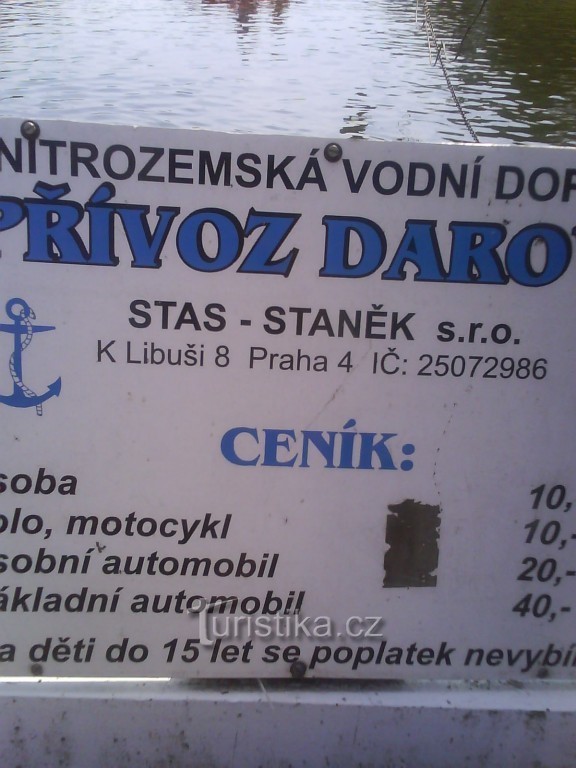 NITROZEMSKÁ VODNÍ DOP
PŘÍVOZ DARO
STAS - STANĚK s.r.o.
K Libuši 8 Praha 4 IČ: 25072986
CENÍK:
soba 10,
olo, motocykl 10,-
sobní automobil 20,-
ákladní automobil 40,-
a děti do 15 let se poplatek nevybí
Turistika.cz